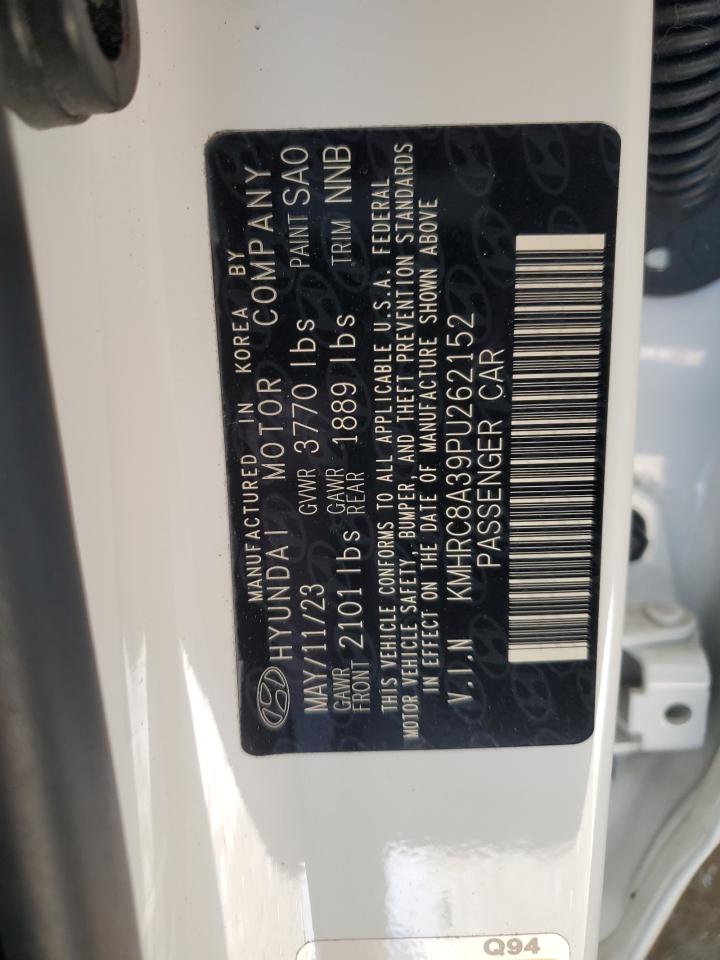 MANUFACTURED IN KOREA BY
HYUNDAI MOTOR COMPANY
MAY/11/23 GVWR 3770 lbs PAINT SA0
GAWR FRONT 2101 lbs GAWR REAR 1889 lbs TRIM NNB
THIS VEHICLE CONFORMS TO ALL APPLICABLE U.S.A. FEDERAL
MOTOR VEHICLE SAFETY, BUMPER, AND THEFT PREVENTION STANDARDS
IN EFFECT ON THE DATE OF MANUFACTURE SHOWN ABOVE
V.I.N KMHRC8A39PU262152
PASSENGER CAR
Q94